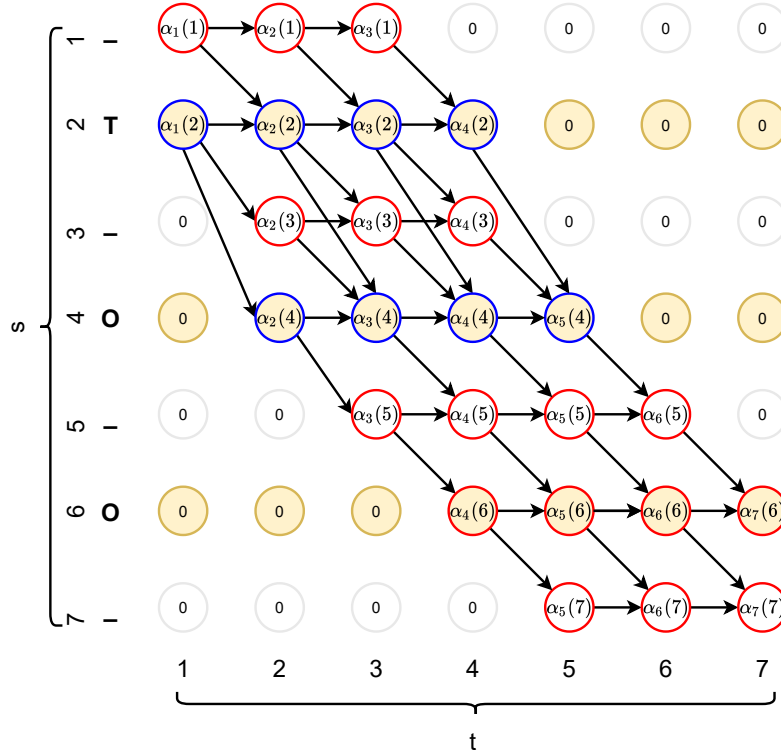 1 – α₁(1) α₂(1) α₃(1) 0 0 0 0
2 T α₁(2) α₂(2) α₃(2) α₄(2) 0 0 0
3 – 0 α₂(3) α₃(3) α₄(3) 0 0 0
s
4 O 0 α₂(4) α₃(4) α₄(4) α₅(4) 0 0
5 – 0 0 α₃(5) α₄(5) α₅(5) α₆(5) 0
6 O 0 0 0 α₄(6) α₅(6) α₆(6) α₇(6)
7 – 0 0 0 0 α₅(7) α₆(7) α₇(7)
1 2 3 4 5 6 7
t